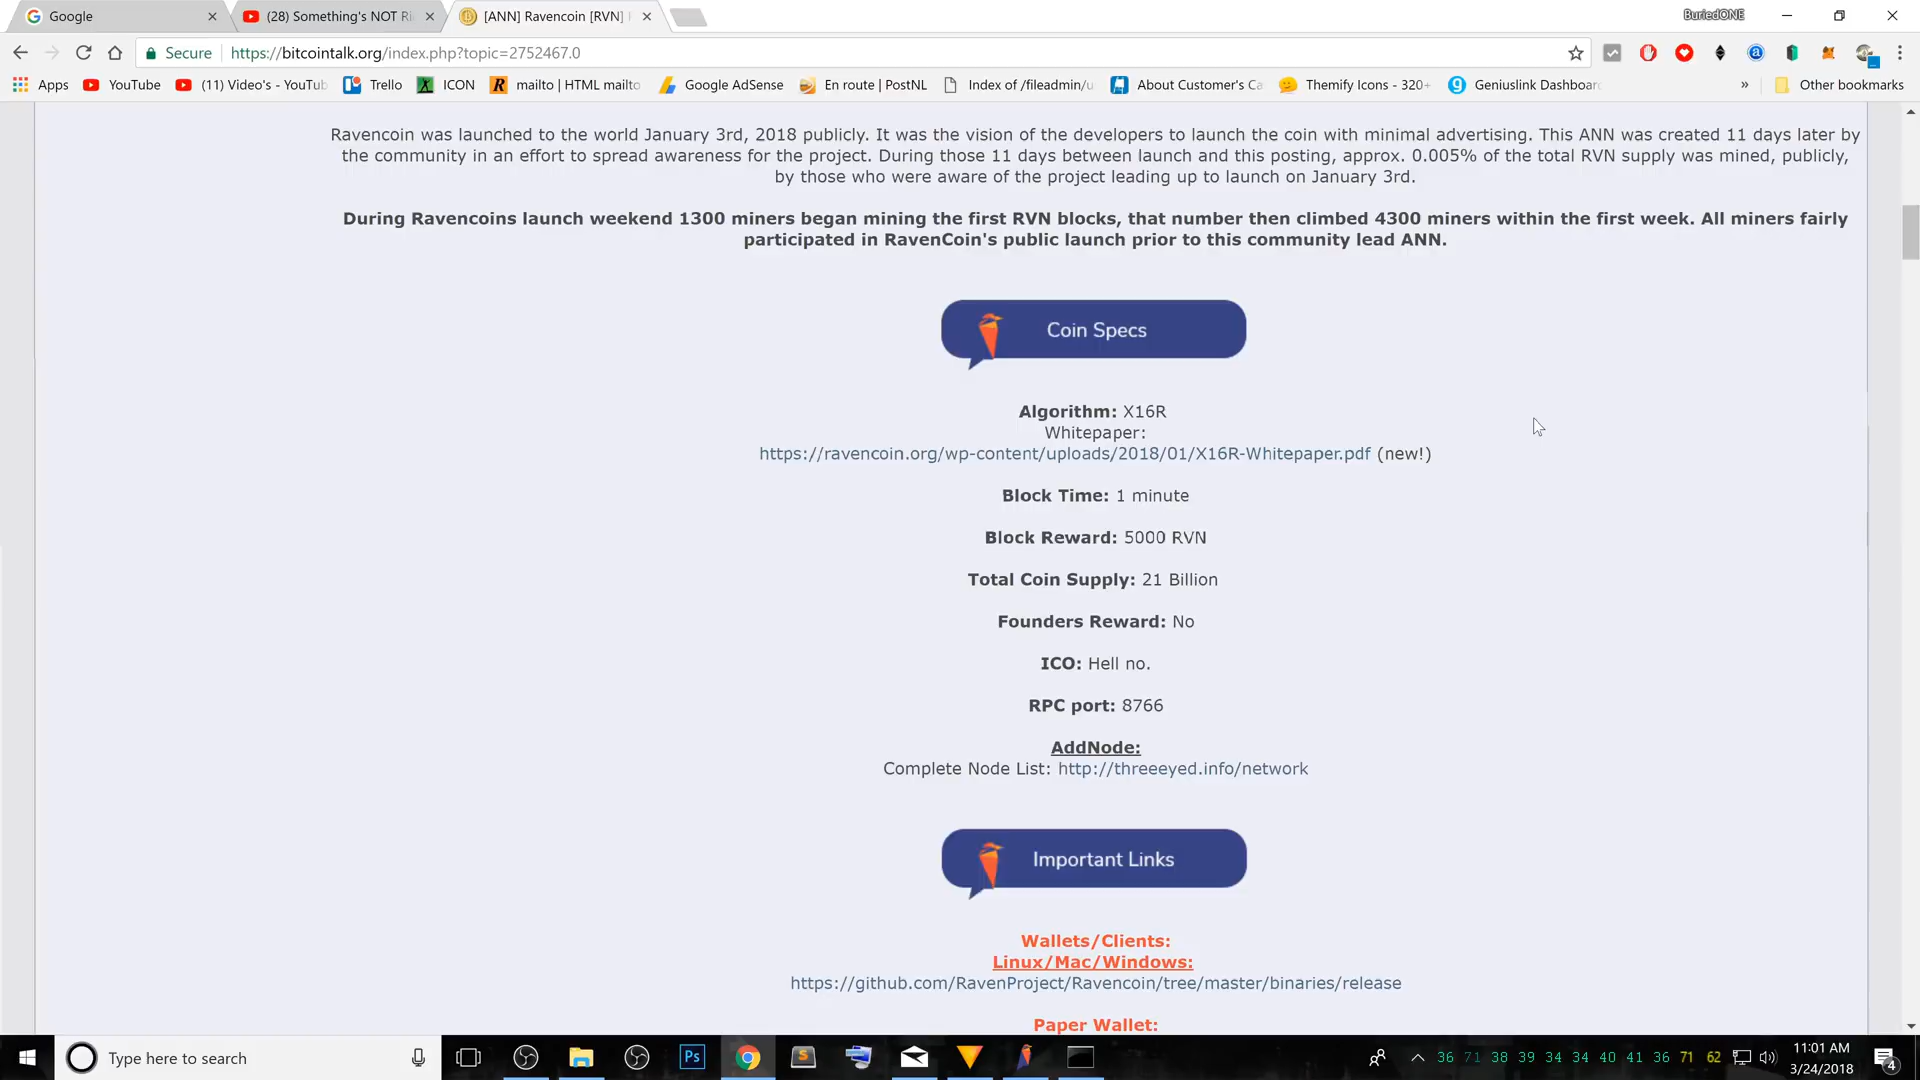 Google
(28) Something's NOT Ri
[ANN] Ravencoin [RVN]
BuriedONE
Secure
https://bitcointalk.org/index.php?topic=2752467.0
Apps
YouTube
(11) Video's - YouTub
Trello
ICON
mailto | HTML mailto
Google AdSense
En route | PostNL
Index of /fileadmin/u
About Customer's Ca
Themify Icons - 320+
Geniuslink Dashboar
»
Other bookmarks
Ravencoin was launched to the world January 3rd, 2018 publicly. It was the vision of the developers to launch the coin with minimal advertising. This ANN was created 11 days later by
the community in an effort to spread awareness for the project. During those 11 days between launch and this posting, approx. 0.005% of the total RVN supply was mined, publicly,
by those who were aware of the project leading up to launch on January 3rd.
During Ravencoins launch weekend 1300 miners began mining the first RVN blocks, that number then climbed 4300 miners within the first week. All miners fairly
participated in RavenCoin's public launch prior to this community lead ANN.
Coin Specs
Algorithm: X16R
Whitepaper:
https://ravencoin.org/wp-content/uploads/2018/01/X16R-Whitepaper.pdf (new!)
Block Time: 1 minute
Block Reward: 5000 RVN
Total Coin Supply: 21 Billion
Founders Reward: No
ICO: Hell no.
RPC port: 8766
AddNode:
Complete Node List: http://threeeyed.info/network
Important Links
Wallets/Clients:
Linux/Mac/Windows:
https://github.com/RavenProject/Ravencoin/tree/master/binaries/release
Paper Wallet:
Type here to search
Ps
S
36 71 38 39 34 34 40 41 36 71 62
11:01 AM
3/24/2018
4